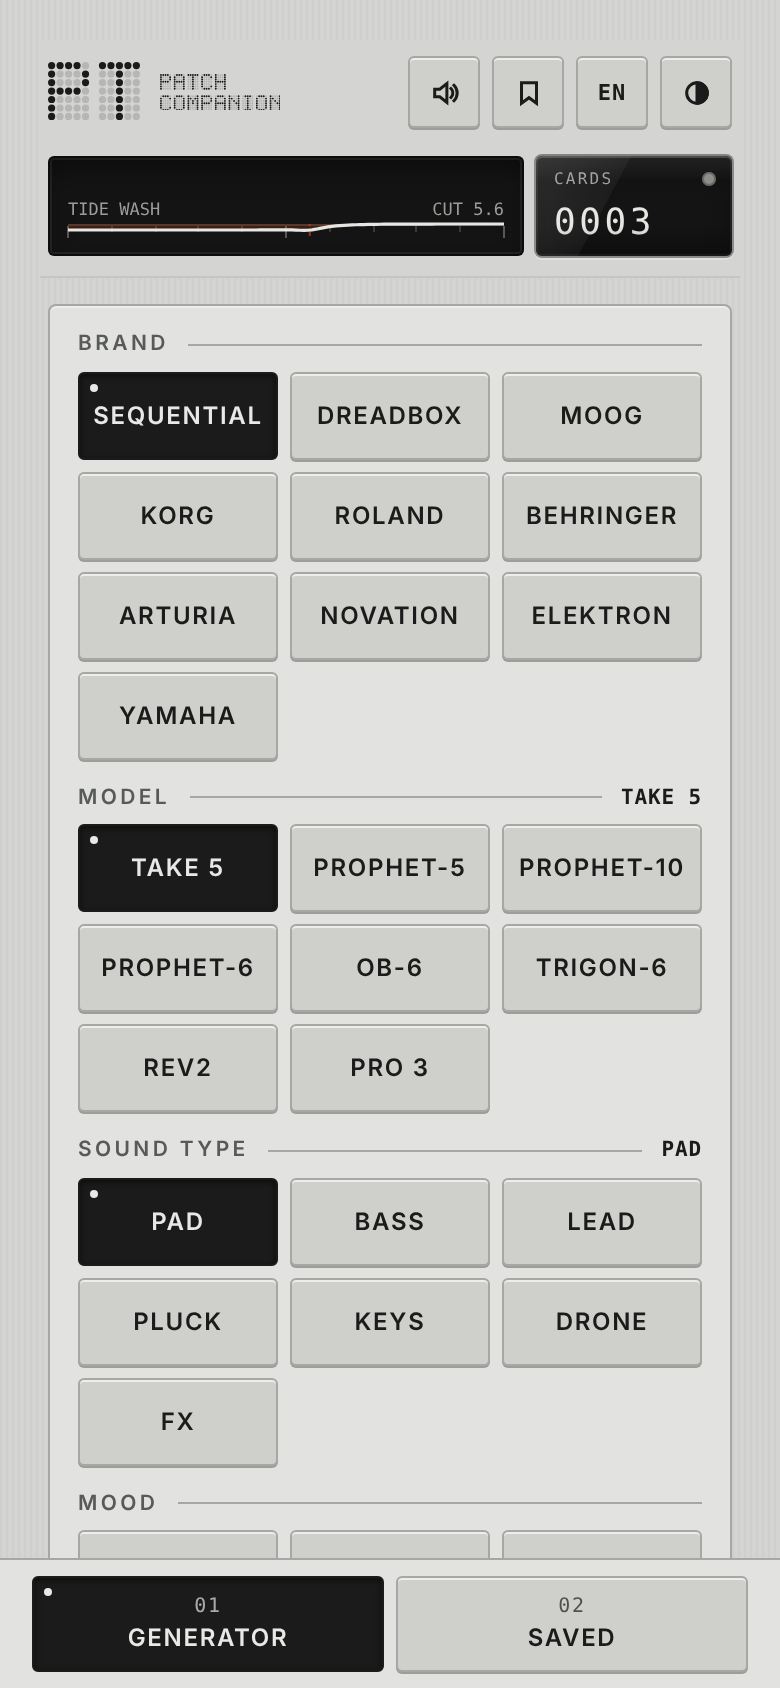 PT
PATCH
COMPANION
EN
TIDE WASH CUT 5.6
CARDS
0003
BRAND
SEQUENTIAL DREADBOX MOOG
KORG ROLAND BEHRINGER
ARTURIA NOVATION ELEKTRON
YAMAHA
MODEL TAKE 5
TAKE 5 PROPHET-5 PROPHET-10
PROPHET-6 OB-6 TRIGON-6
REV2 PRO 3
SOUND TYPE PAD
PAD BASS LEAD
PLUCK KEYS DRONE
FX
MOOD
01 02
GENERATOR SAVED